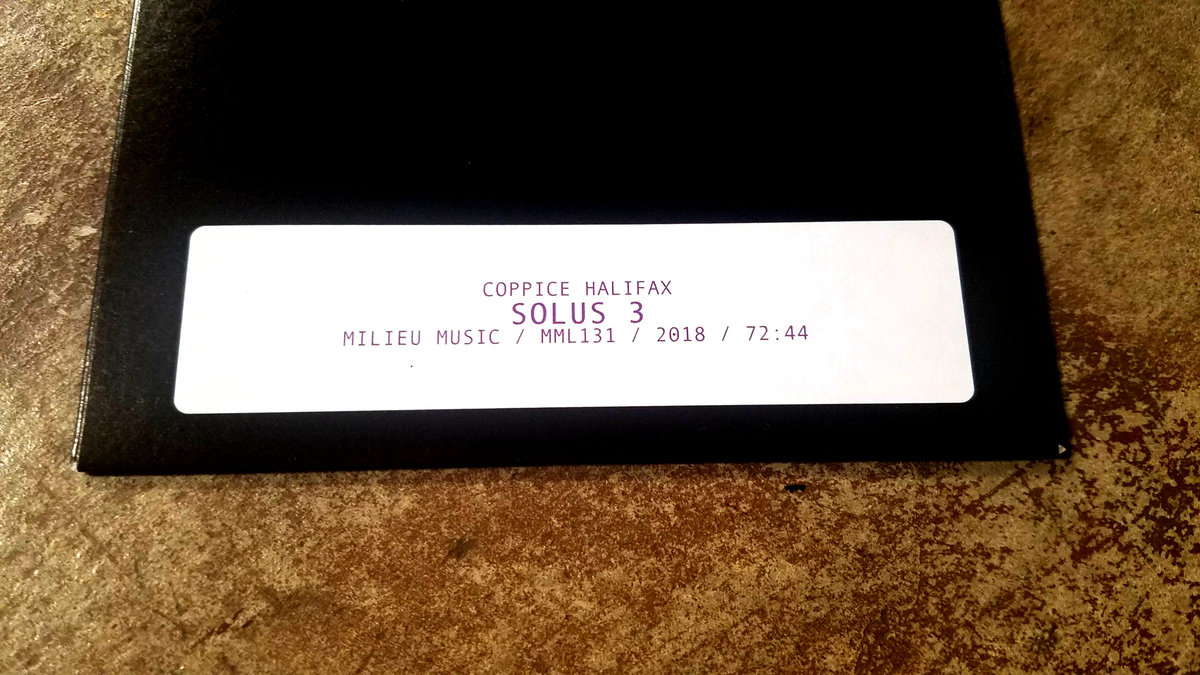 COPPICE HALIFAX
SOLUS 3
MILIEU MUSIC / MML131 / 2018 / 72:44